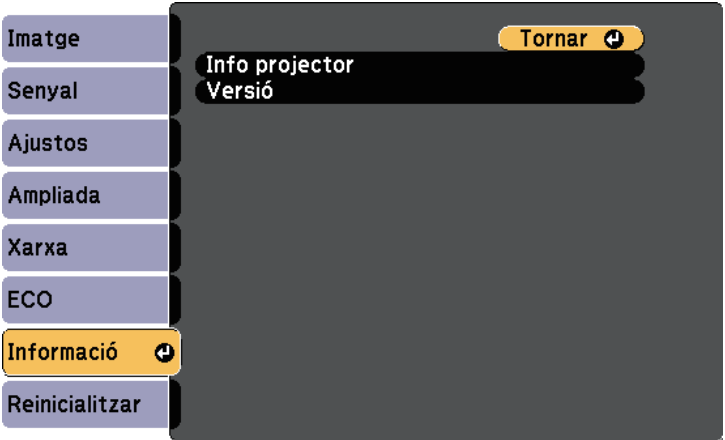 Imatge
Senyal
Ajustos
Ampliada
Xarxa
ECO
Informació
Reinicialitzar
Tornar
Info projector
Versió